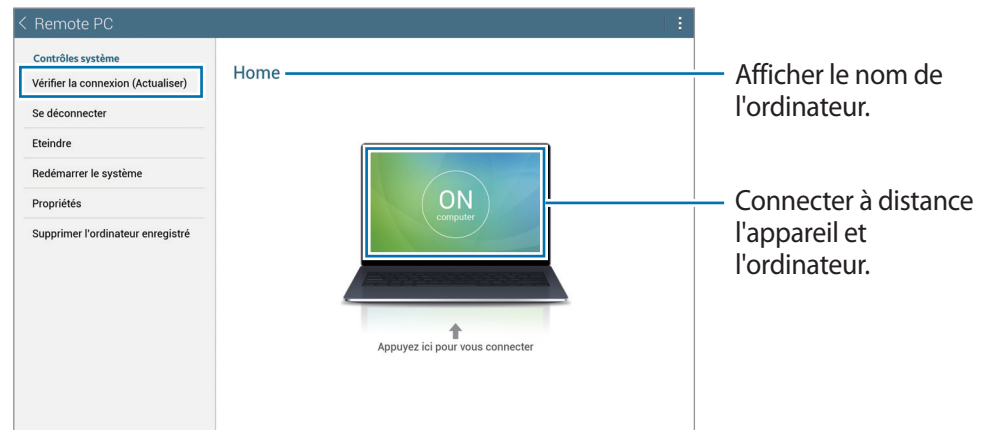 Remote PC
Contrôles système
Vérifier la connexion (Actualiser)
Se déconnecter
Eteindre
Redémarrer le système
Propriétés
Supprimer l'ordinateur enregistré
Home
ON
computer
Appuyez ici pour vous connecter
Afficher le nom de
l'ordinateur.
Connecter à distance
l'appareil et
l'ordinateur.